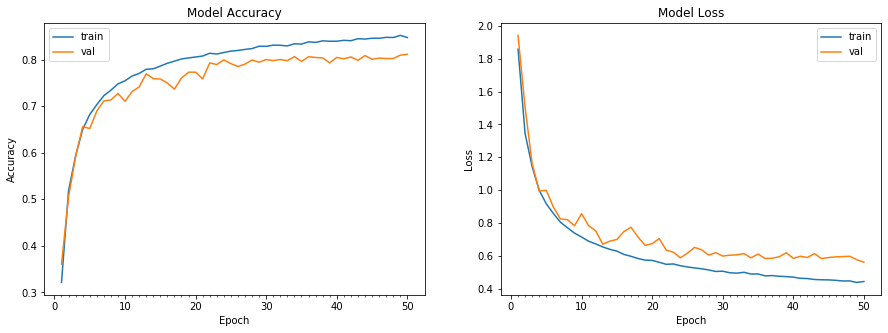 Model Accuracy
train
val
0.8
0.7
0.6
0.5
0.4
0.3
Accuracy
0 10 20 30 40 50
Epoch
Model Loss
train
val
2.0
1.8
1.6
1.4
1.2
1.0
0.8
0.6
0.4
Loss
0 10 20 30 40 50
Epoch